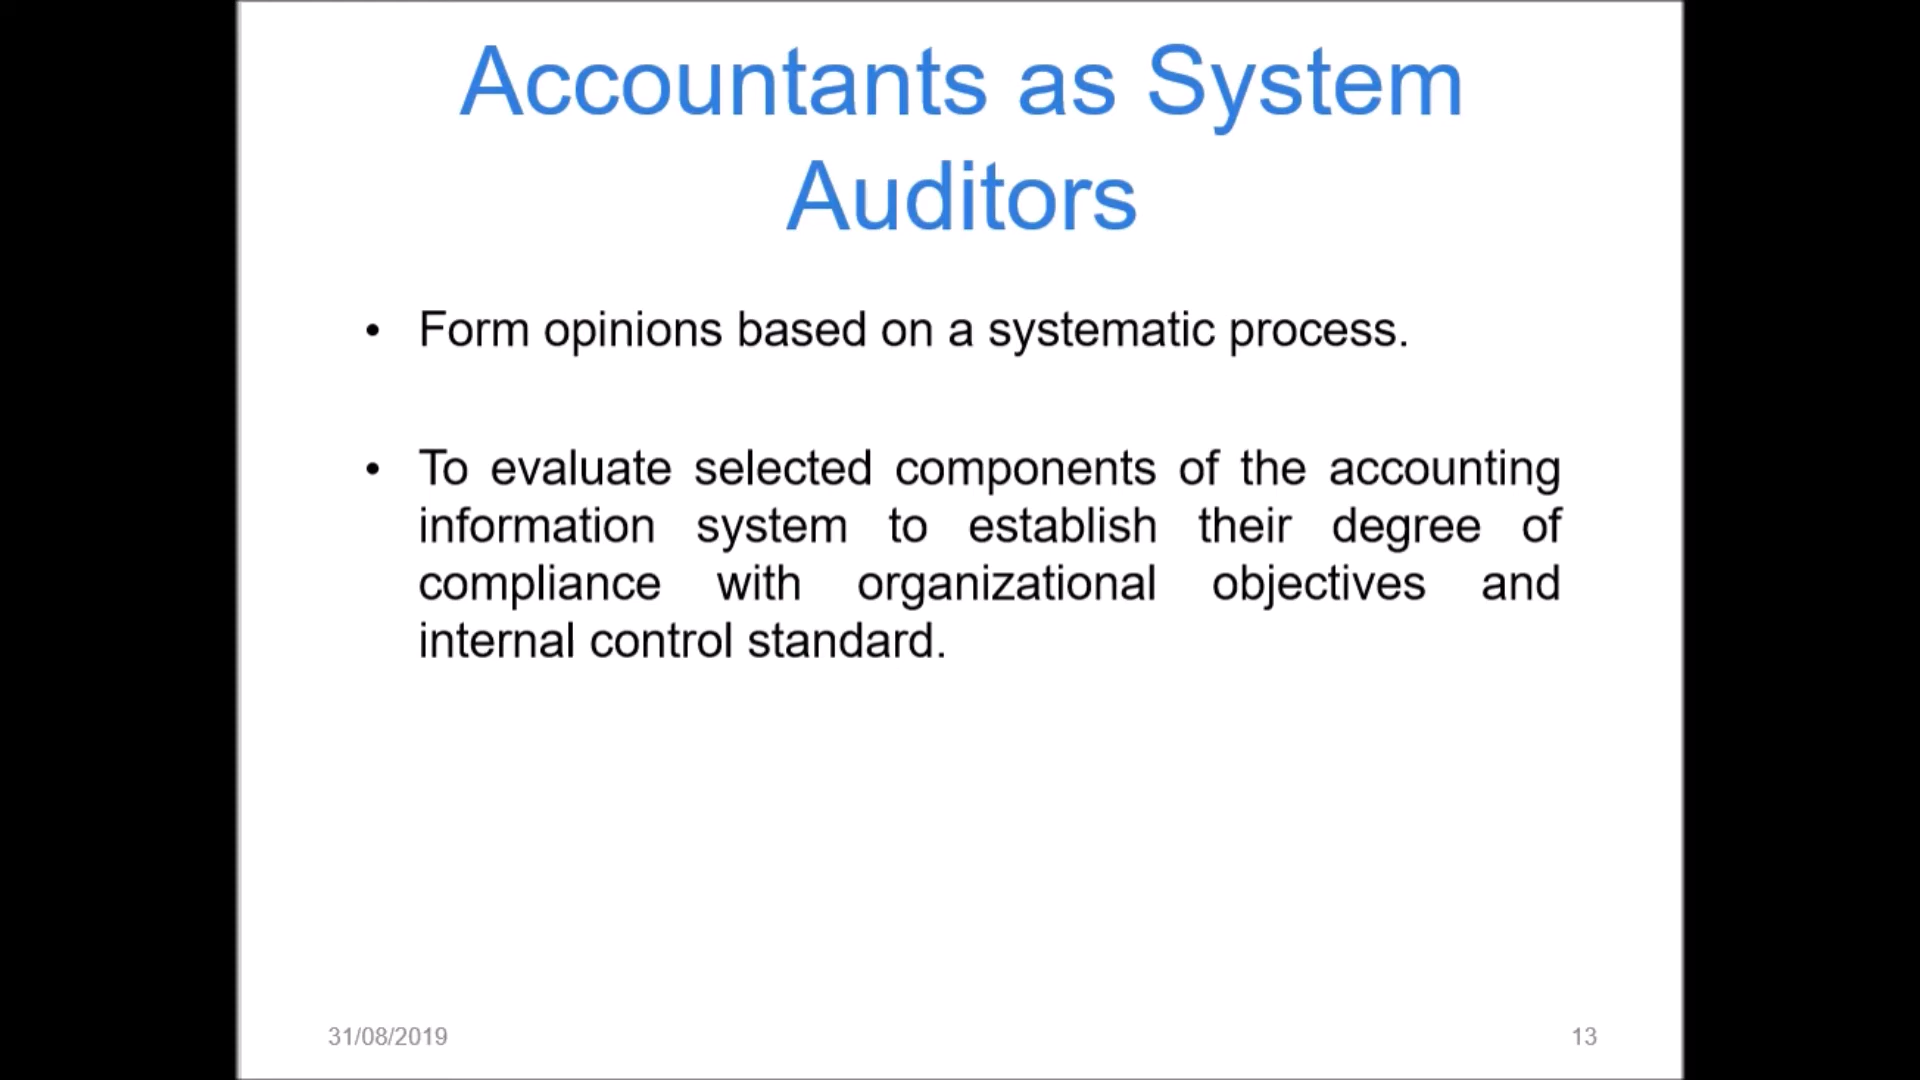 Accountants as System
Auditors
• Form opinions based on a systematic process.
• To evaluate selected components of the accounting
information system to establish their degree of
compliance with organizational objectives and
internal control standard.
31/08/2019
13